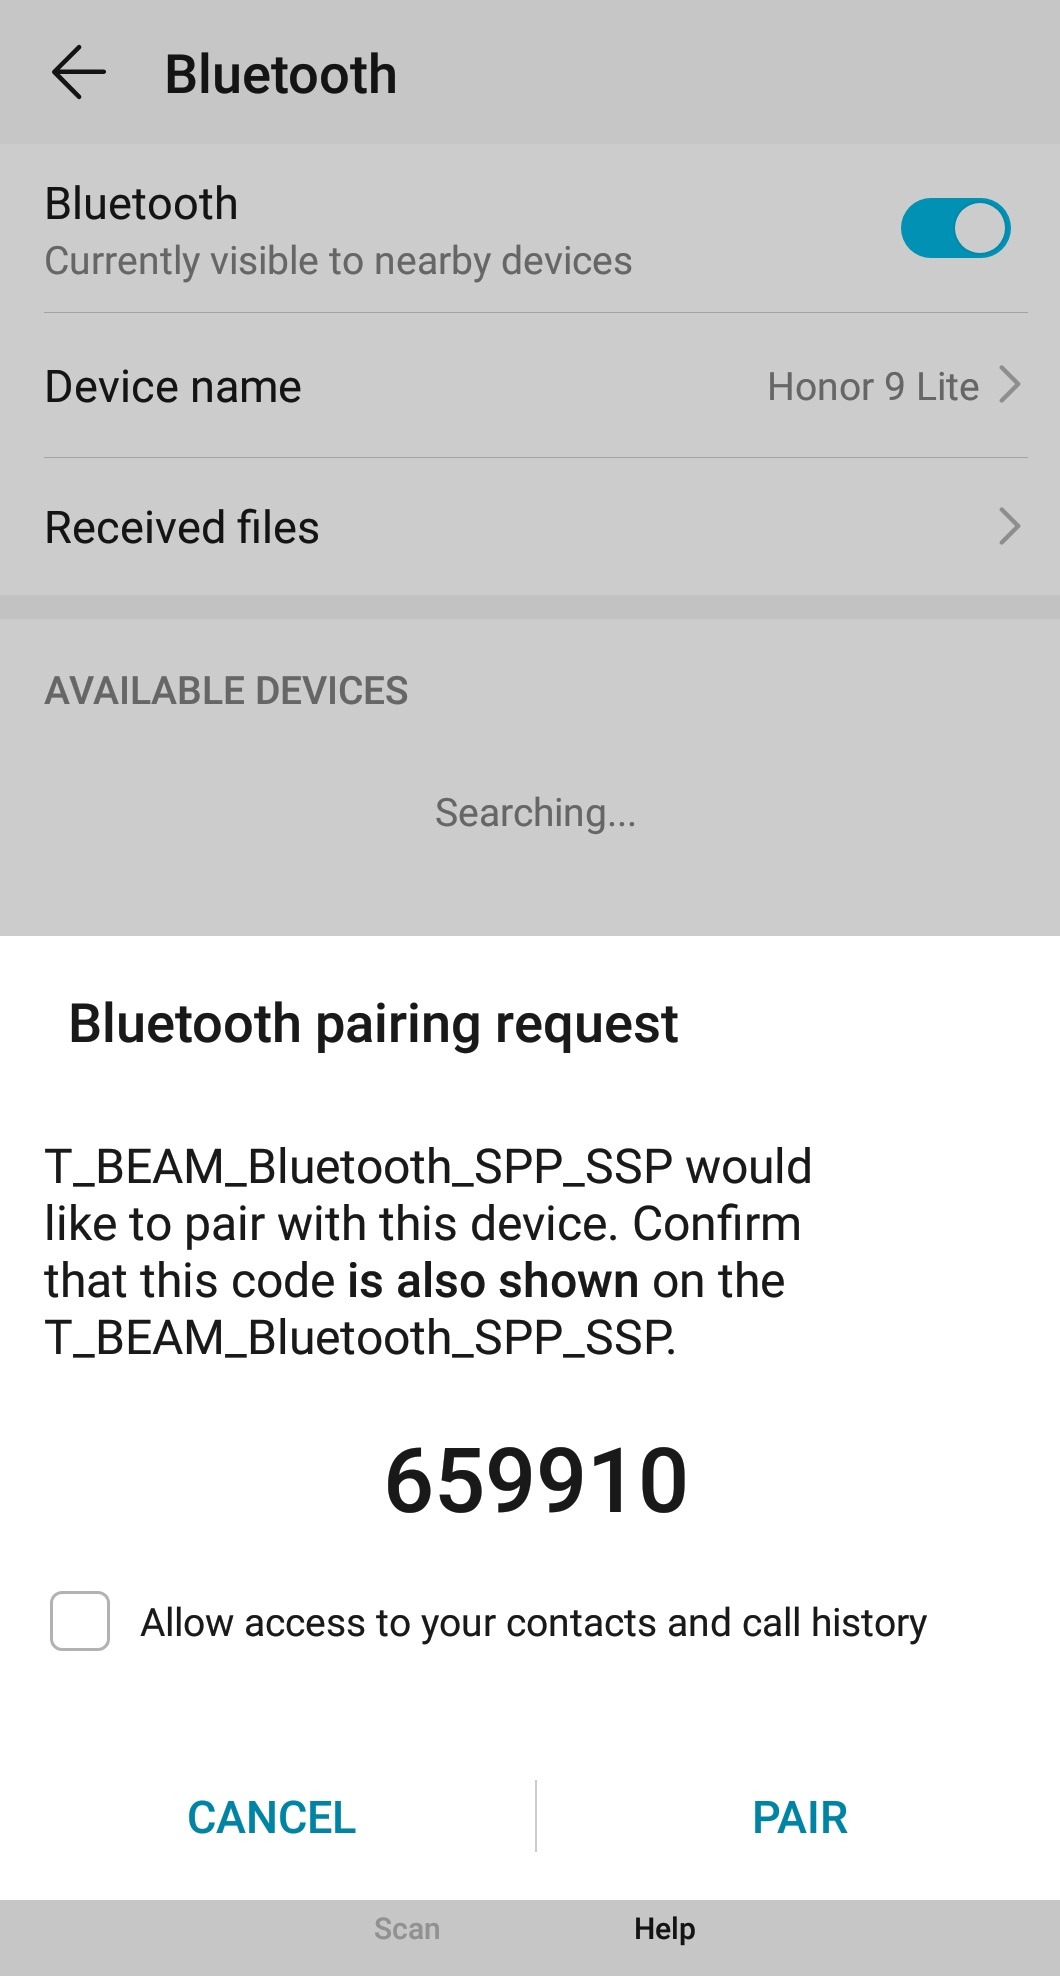 Bluetooth
Bluetooth
Currently visible to nearby devices
Device name
Honor 9 Lite
Received files
AVAILABLE DEVICES
Searching...
Bluetooth pairing request
T_BEAM_Bluetooth_SPP_SSP would
like to pair with this device. Confirm
that this code is also shown on the
T_BEAM_Bluetooth_SPP_SSP.
659910
Allow access to your contacts and call history
CANCEL
PAIR
Scan
Help